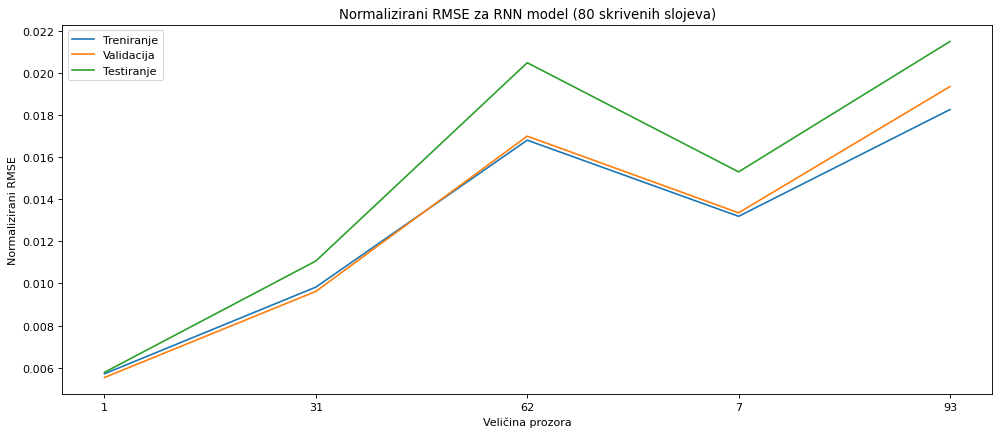 Normalizirani RMSE za RNN model (80 skrivenih slojeva)
Treniranje
Validacija
Testiranje
Normalizirani RMSE
0.022
0.020
0.018
0.016
0.014
0.012
0.010
0.008
0.006
1 31 62 7 93
Veličina prozora